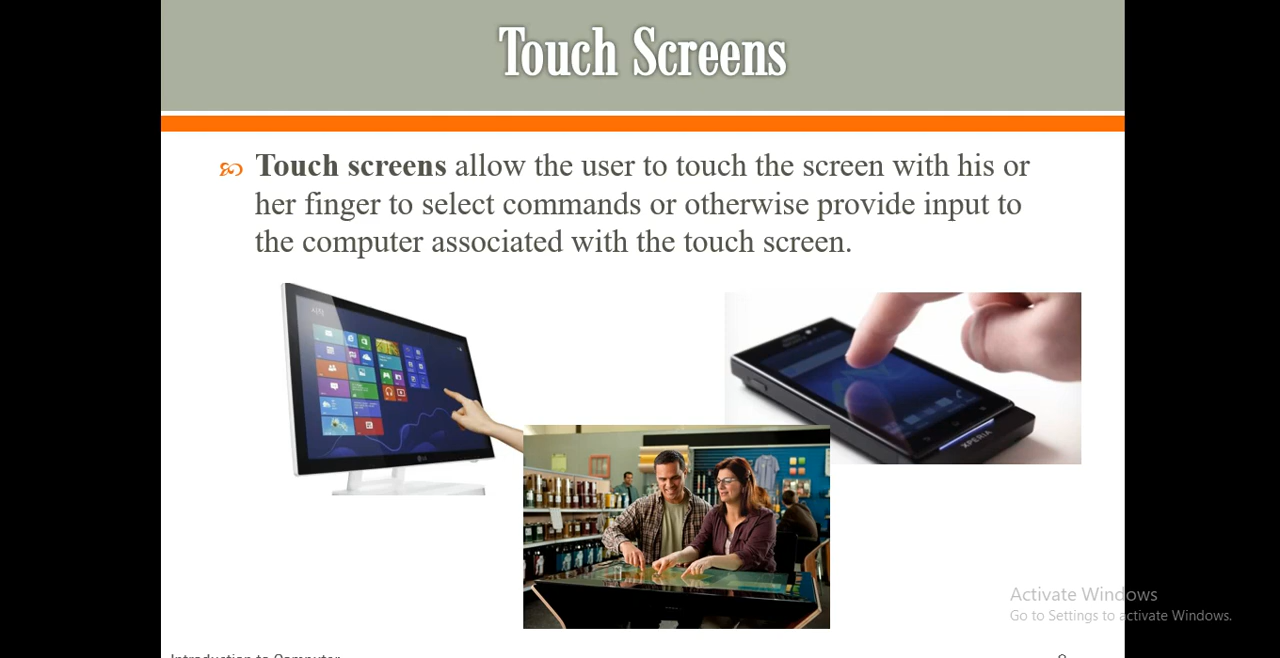 Touch Screens
Touch screens allow the user to touch the screen with his or
her finger to select commands or otherwise provide input to
the computer associated with the touch screen.
XPERIA
Activate Windows
Go to Settings to activate Windows.
Introduction to Computer